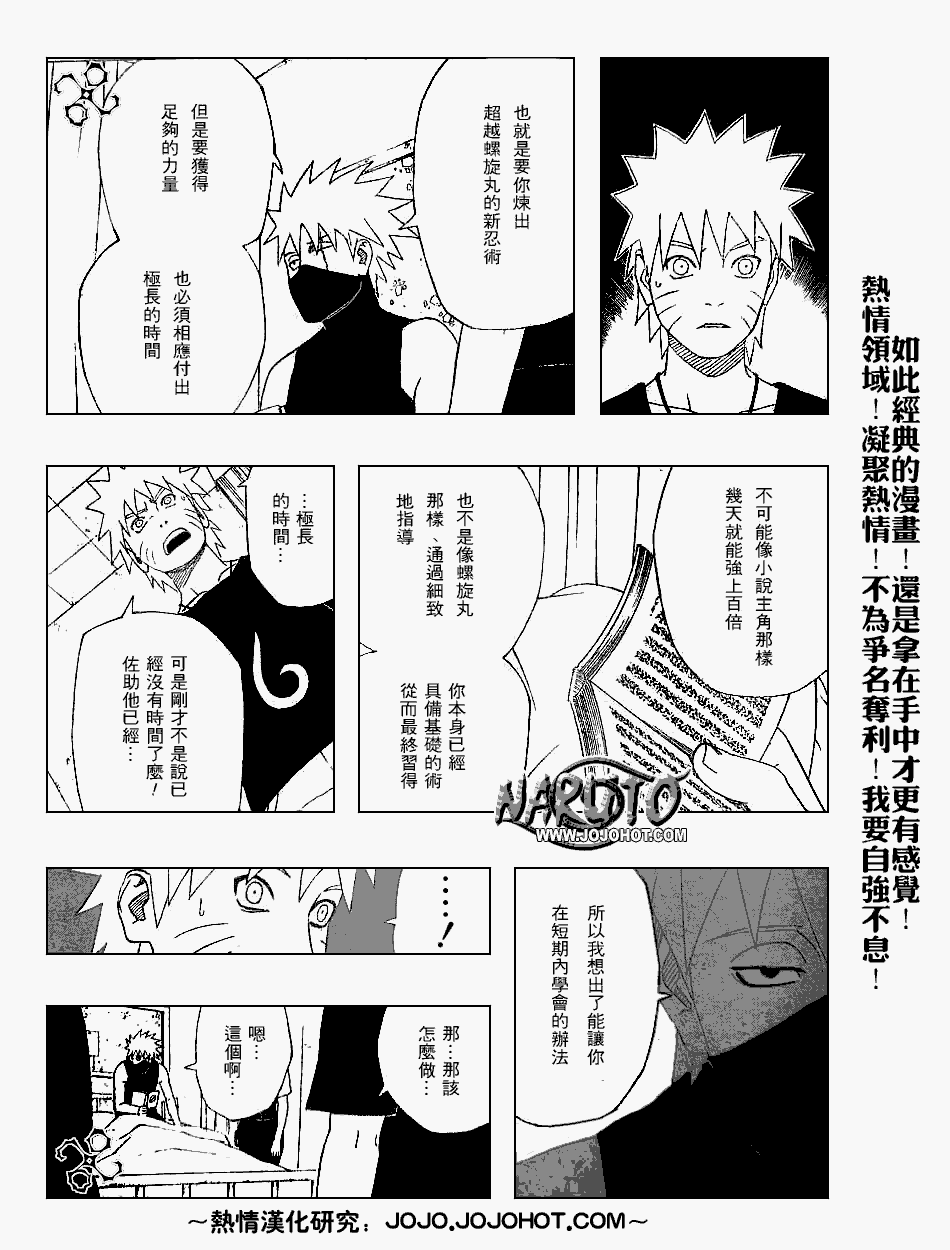 也就是要你煉出
超越螺旋丸的新忍術
但是要獲得
足夠的力量
也必須相應付出
極長的時間
不可能像小說主角那樣
幾天就能強上百倍
也不是像螺旋丸
那樣、通過細致
地指導
你本身已經
具備基礎的術
從而最終習得
…極長
的時間…
可是剛才不是說已
經沒有時間了麼！
佐助他已經…
NARUTO
WWW.JOJOHOT.COM
所以我想出了能讓你
在短期內學會的辦法
…！
那…那該
怎麼做…
嗯…
這個啊…
如此經典的漫畫！還是拿在手中才更有感覺！
熱情領域！凝聚熱情！不為爭名奪利！我要自強不息！
～熱情漢化研究：JOJO.JOJOHOT.COM～